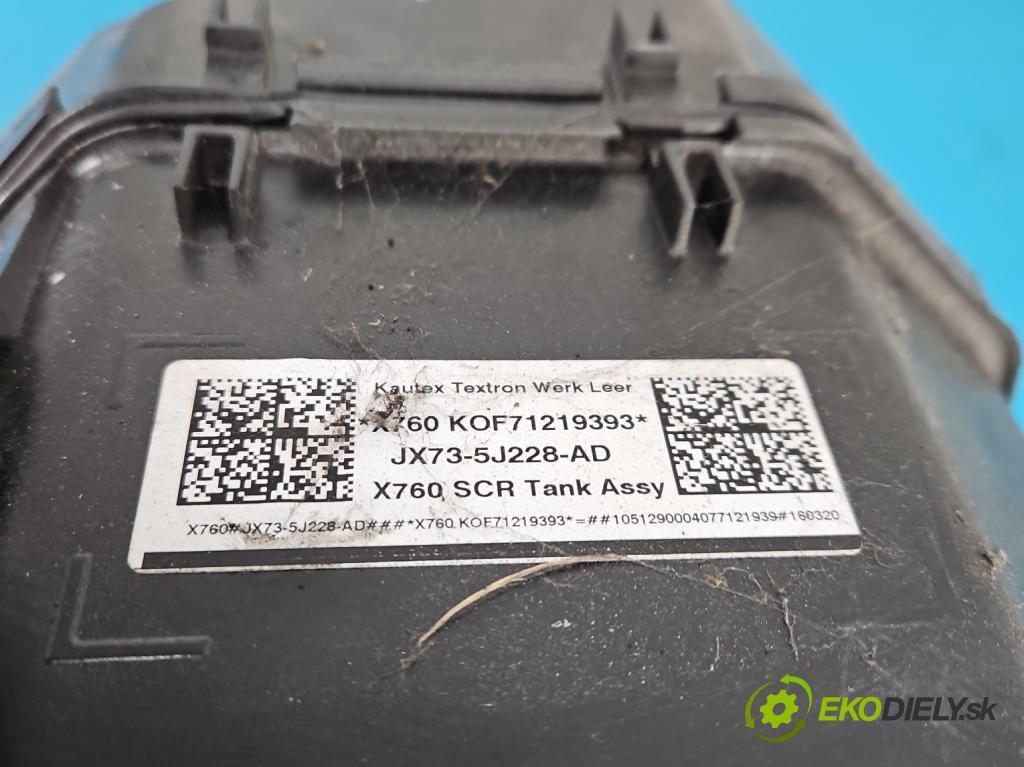 Kautex Textron Werk Leer
*X760 KOF71219393*
JX73-5J228-AD
X760 SCR Tank Assy
X760#JX73-5J228-AD###*X760 KOF71219393*=##1051290004077121939#160320
EKODIELY.sk